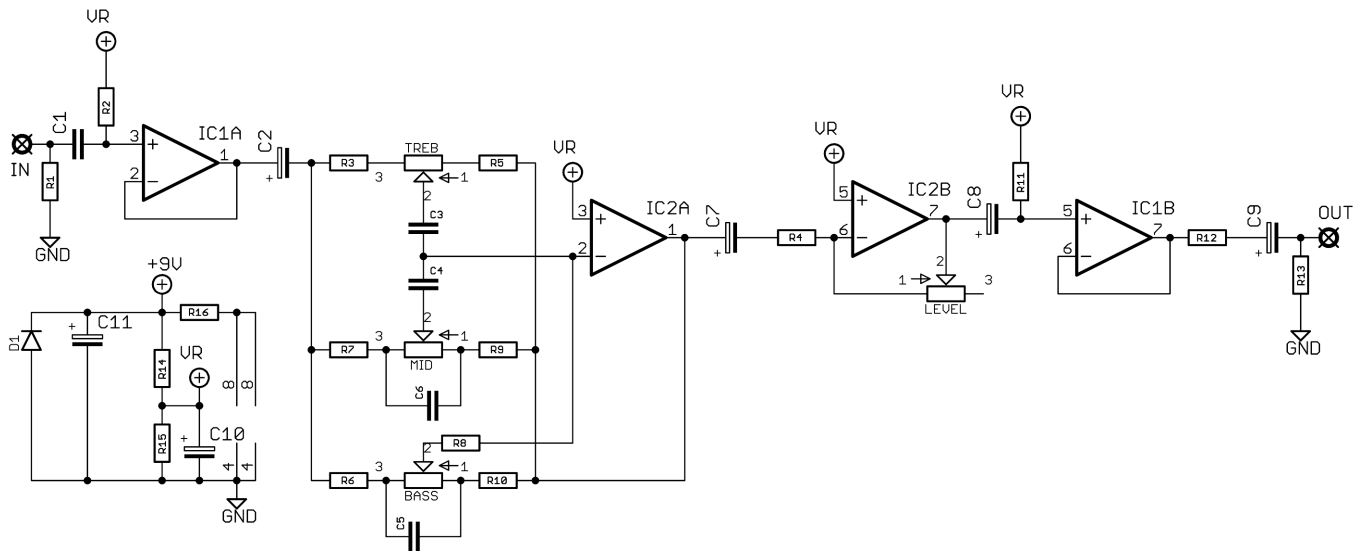 VR
R2
C1
IN
R1
GND
3
2
1
IC1A
C2
+
R3
3
TREB
1
R5
2
C3
C4
2
R7
3
MID
1
R9
C6
R8
2
R6
3
BASS
1
R10
C5
VR
3
2
1
IC2A
C7
+
R4
VR
5
6
7
IC2B
2
1
3
LEVEL
C8
+
VR
R11
5
6
7
IC1B
R12
C9
+
OUT
R13
GND
+9V
D1
+
C11
R16
R14
VR
8
8
R15
+
C10
4
4
GND